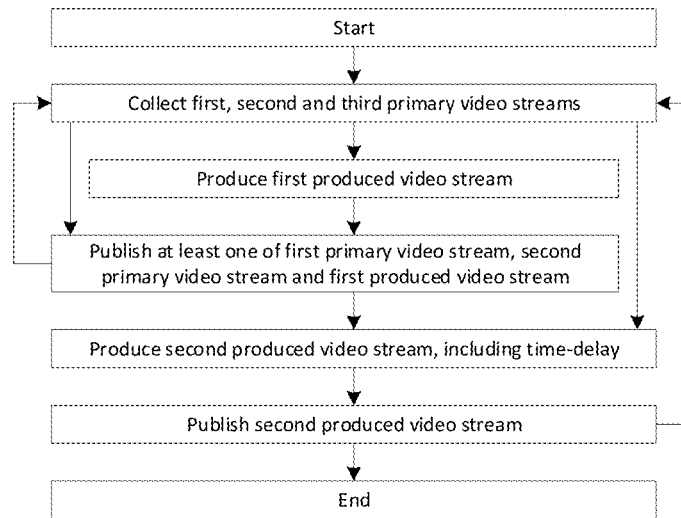 Start
Collect first, second and third primary video streams
Produce first produced video stream
Publish at least one of first primary video stream, second
primary video stream and first produced video stream
Produce second produced video stream, including time-delay
Publish second produced video stream
End